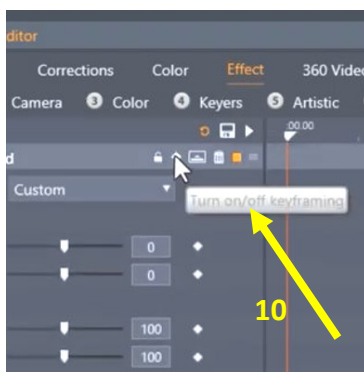 ditor
Corrections Color Effect 360 Vide
Camera 3 Color 4 Keyers 5 Artistic
:00.00
d
Custom
Turn on/off keyframing
0
0
10
100
100